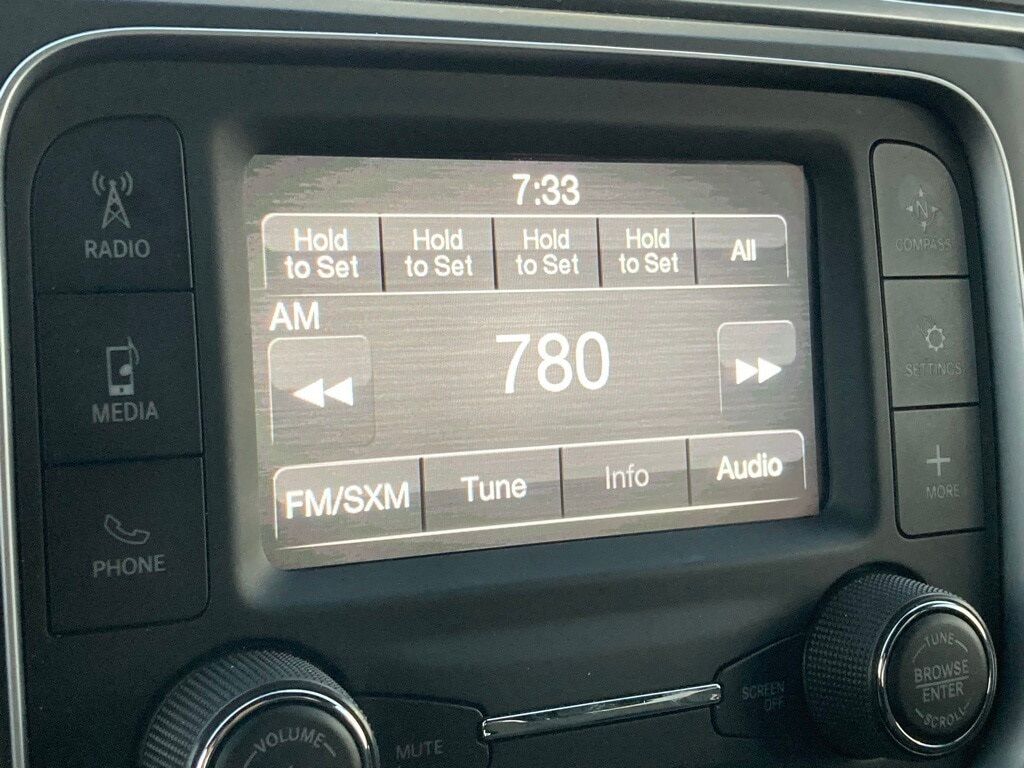 7:33
Hold
to Set
Hold
to Set
Hold
to Set
Hold
to Set
All
AM
780
FM/SXM
Tune
Info
Audio
RADIO
MEDIA
PHONE
N
COMPASS
SETTINGS
MORE
VOLUME
MUTE
SCREEN
OFF
TUNE
BROWSE
ENTER
SCROLL